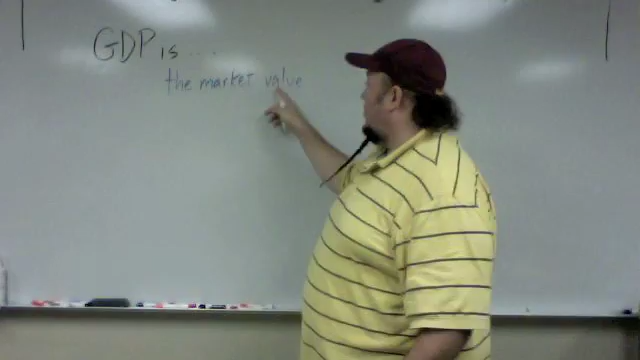 GDP is ...
the market value